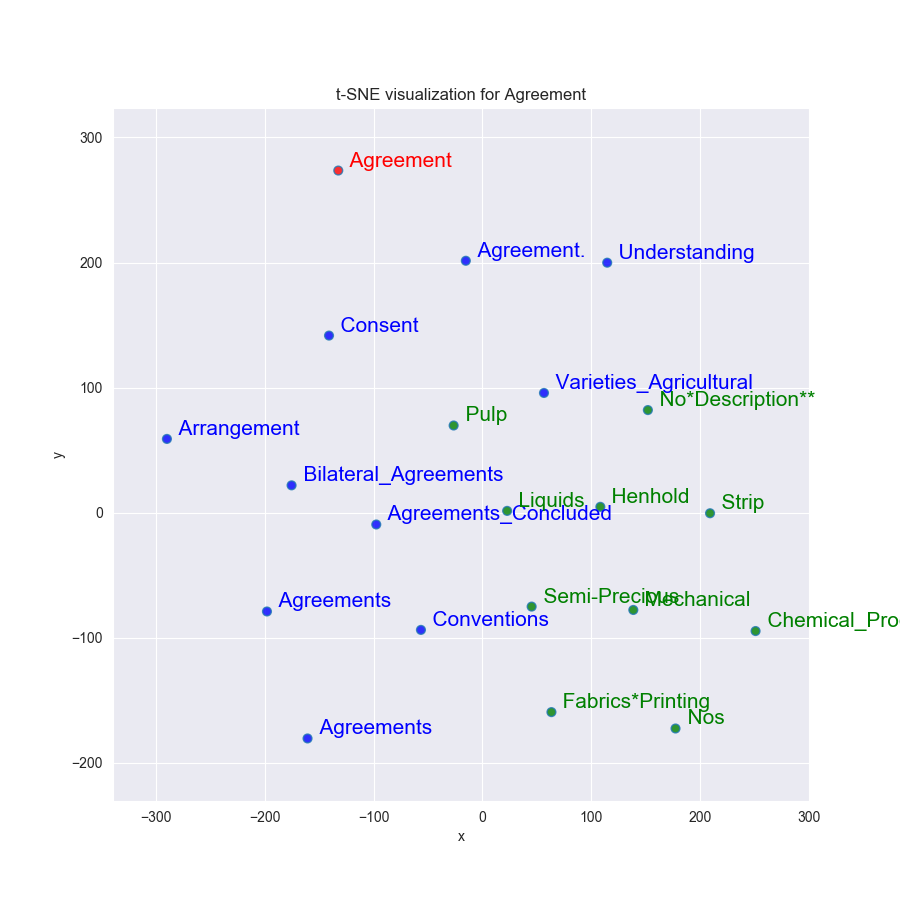 t-SNE visualization for Agreement
300
Agreement
Agreement.
Understanding
200
Consent
Varieties_Agricultural
No*Description**
100
Pulp
Arrangement
y
Bilateral_Agreements
Liquids
Henhold
Strip
Agreements_Concluded
0
Semi-Precious
Mechanical
Agreements
Conventions
Chemical_Pro
−100
Fabrics*Printing
Nos
Agreements
−200
−300
−200
−100
0
100
200
300
x